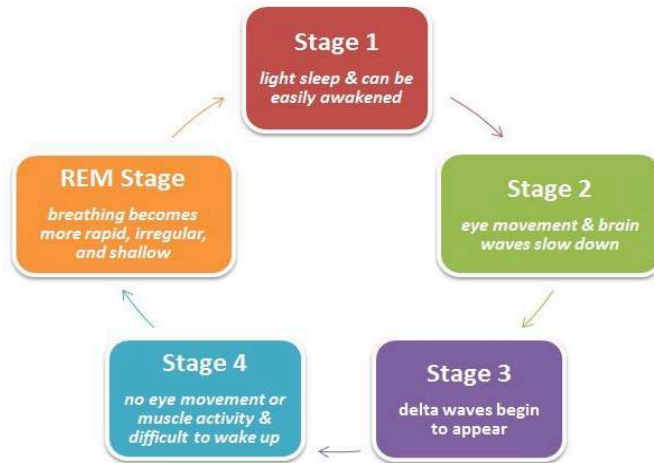 Stage 1
light sleep & can be
easily awakened
Stage 2
eye movement & brain
waves slow down
Stage 3
delta waves begin
to appear
Stage 4
no eye movement or
muscle activity &
difficult to wake up
REM Stage
breathing becomes
more rapid, irregular,
and shallow